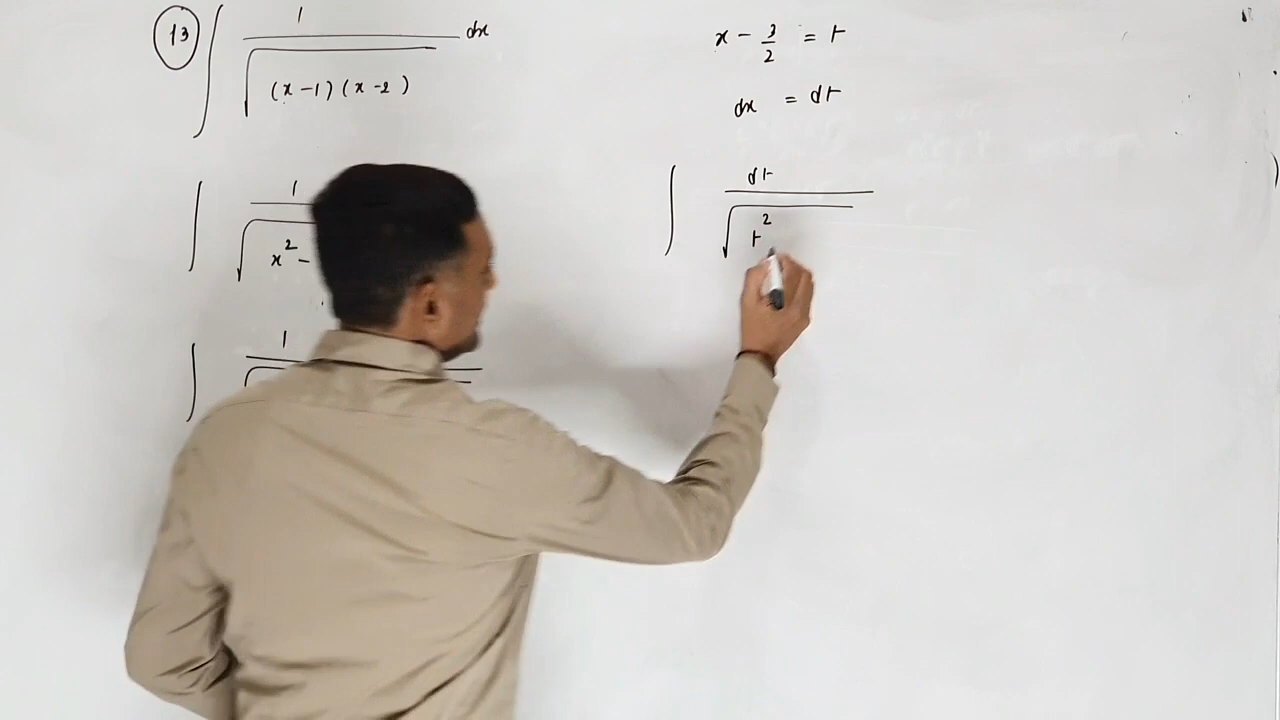 13 ∫ 1/√((x-1)(x-2)) dx
∫ 1/√(x² -
∫ 1/√
x - 3/2 = t
dx = dt
∫ dt/√(t²